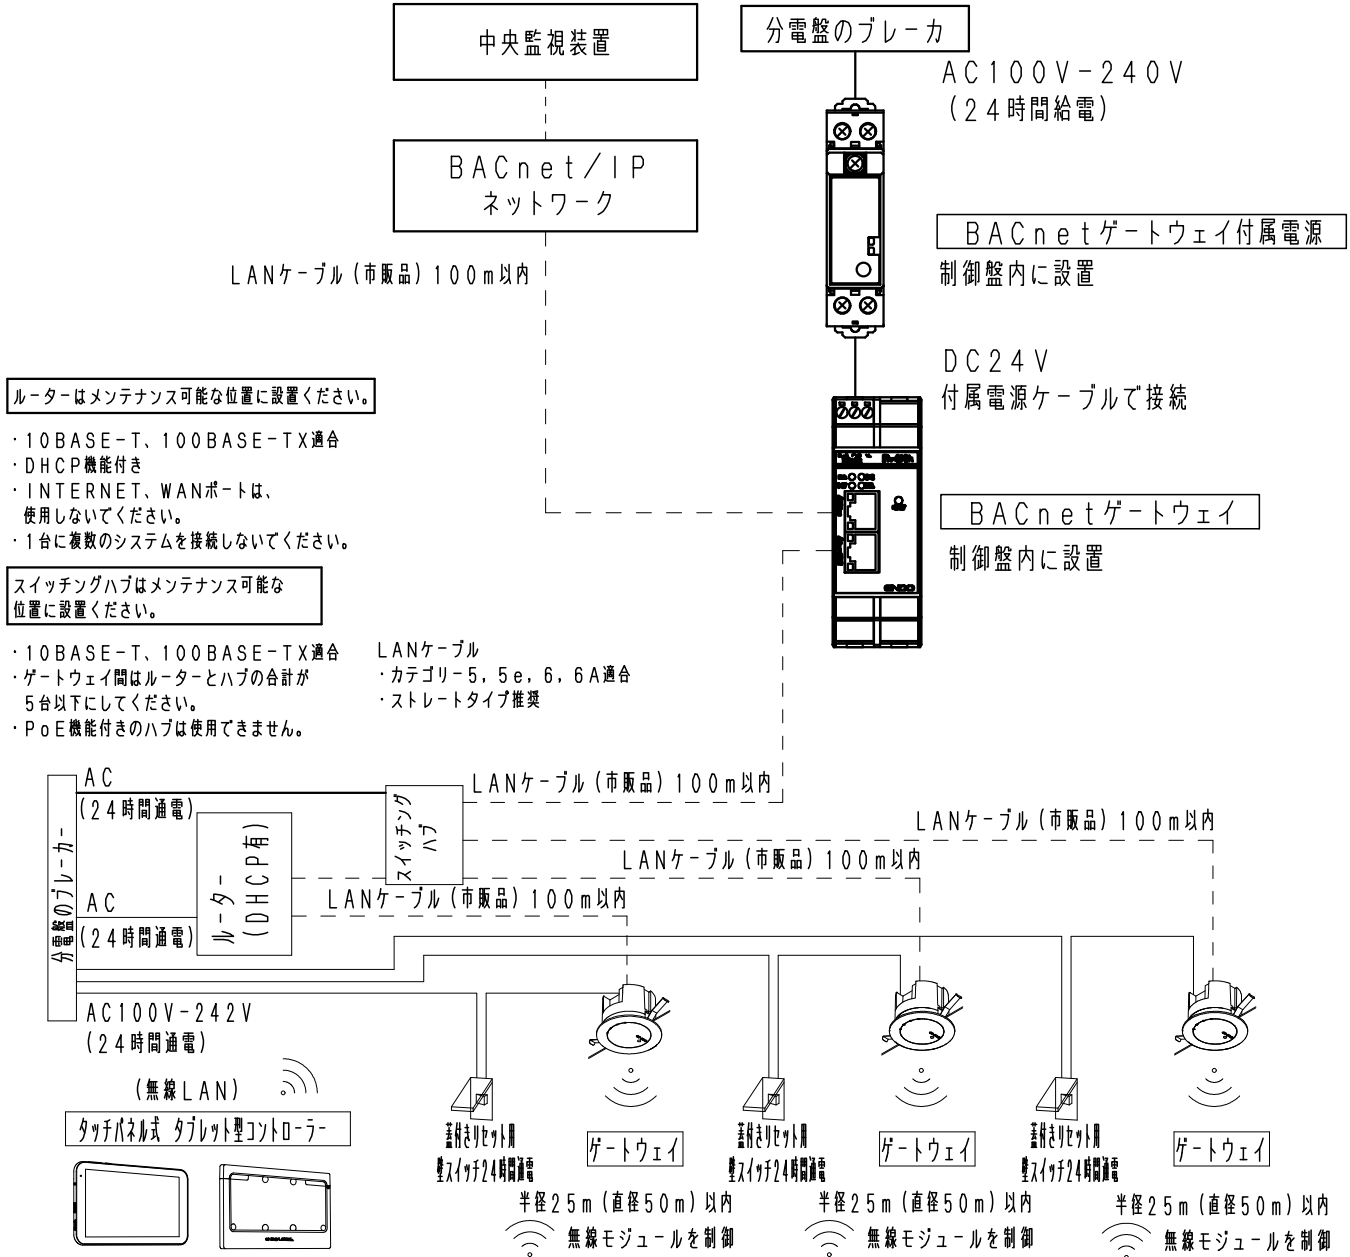 中央監視装置
分電盤のブレーカ
AC100V-240V
(24時間給電)
BACnet/IP
ネットワーク
BACnetゲートウェイ付属電源
制御盤内に設置
LANケーブル(市販品)100m以内
DC24V
付属電源ケーブルで接続
ルーターはメンテナンス可能な位置に設置ください。
・10BASE-T、100BASE-TX適合
・DHCP機能付き
・INTERNET、WANポートは、
使用しないでください。
・1台に複数のシステムを接続しないでください。
BACnetゲートウェイ
制御盤内に設置
スイッチングハブはメンテナンス可能な
位置に設置ください。
・10BASE-T、100BASE-TX適合
・ゲートウェイ間はルーターとハブの合計が
5台以下にしてください。
・PoE機能付きのハブは使用できません。
LANケーブル
・カテゴリー5,5e,6,6A適合
・ストレートタイプ推奨
分電盤のブレーカー
AC
(24時間通電)
スイッチング
ハブ
ルーター
(DHCP有)
LANケーブル(市販品)100m以内
LANケーブル(市販品)100m以内
LANケーブル(市販品)100m以内
LANケーブル(市販品)100m以内
AC
(24時間通電)
AC100V-242V
(24時間通電)
(無線LAN)
タッチパネル式 タブレット型コントローラー
蓋付きリセット用
壁スイッチ24時間通電
ゲートウェイ
蓋付きリセット用
壁スイッチ24時間通電
ゲートウェイ
蓋付きリセット用
壁スイッチ24時間通電
ゲートウェイ
半径25m(直径50m)以内
無線モジュールを制御
半径25m(直径50m)以内
無線モジュールを制御
半径25m(直径50m)以内
無線モジュールを制御